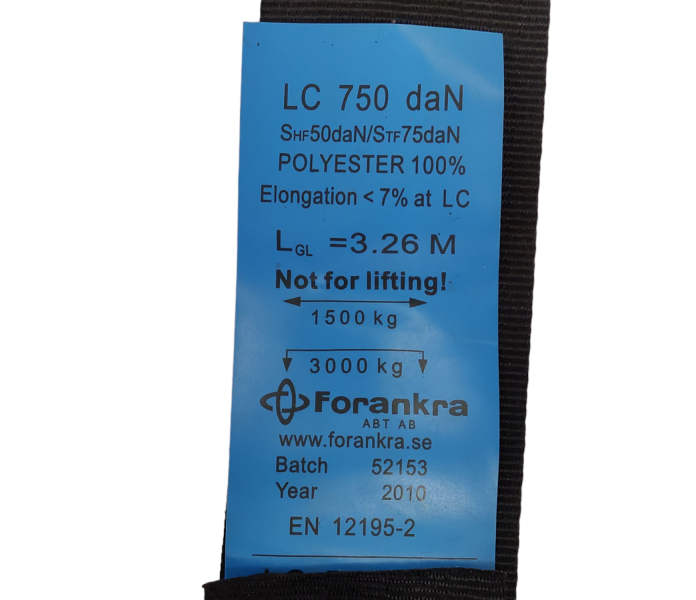 LC 750 daN
SHF50daN/STF75daN
POLYESTER 100%
Elongation < 7% at LC
LGL =3.26 M
Not for lifting!
1500 kg
3000 kg
Forankra
ABT AB
www.forankra.se
Batch 52153
Year 2010
EN 12195-2